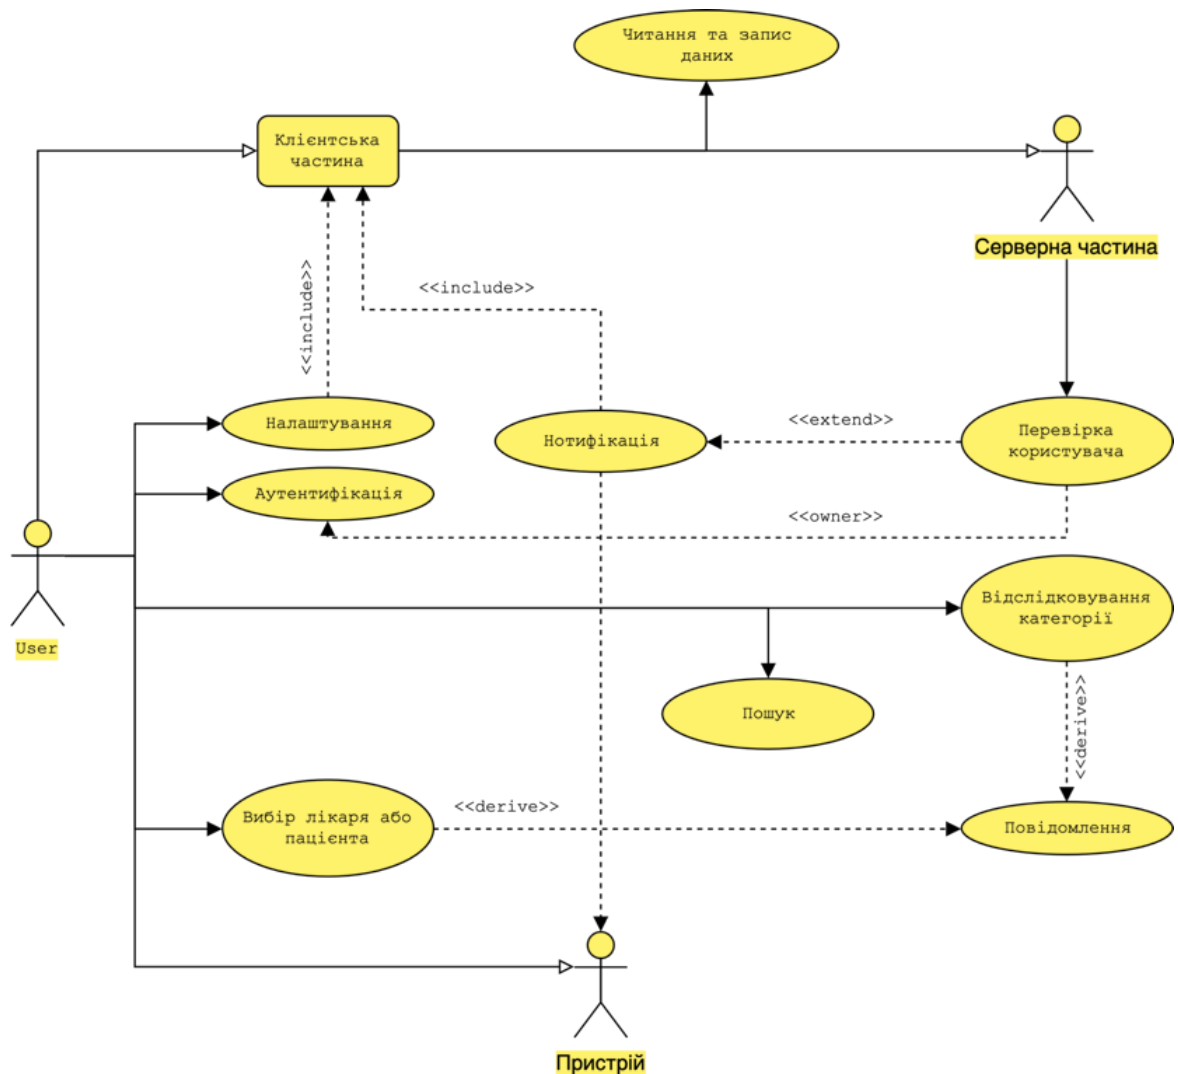 Читання та запис
даних
Клієнтська
частина
Серверна частина
<<include>>
<<include>>
Налаштування
Нотифікація
<<extend>>
Перевірка
користувача
Аутентифікація
<<owner>>
User
Відслідковування
категорії
Пошук
<<derive>>
Вибір лікаря або
пацієнта
<<derive>>
Повідомлення
Пристрій